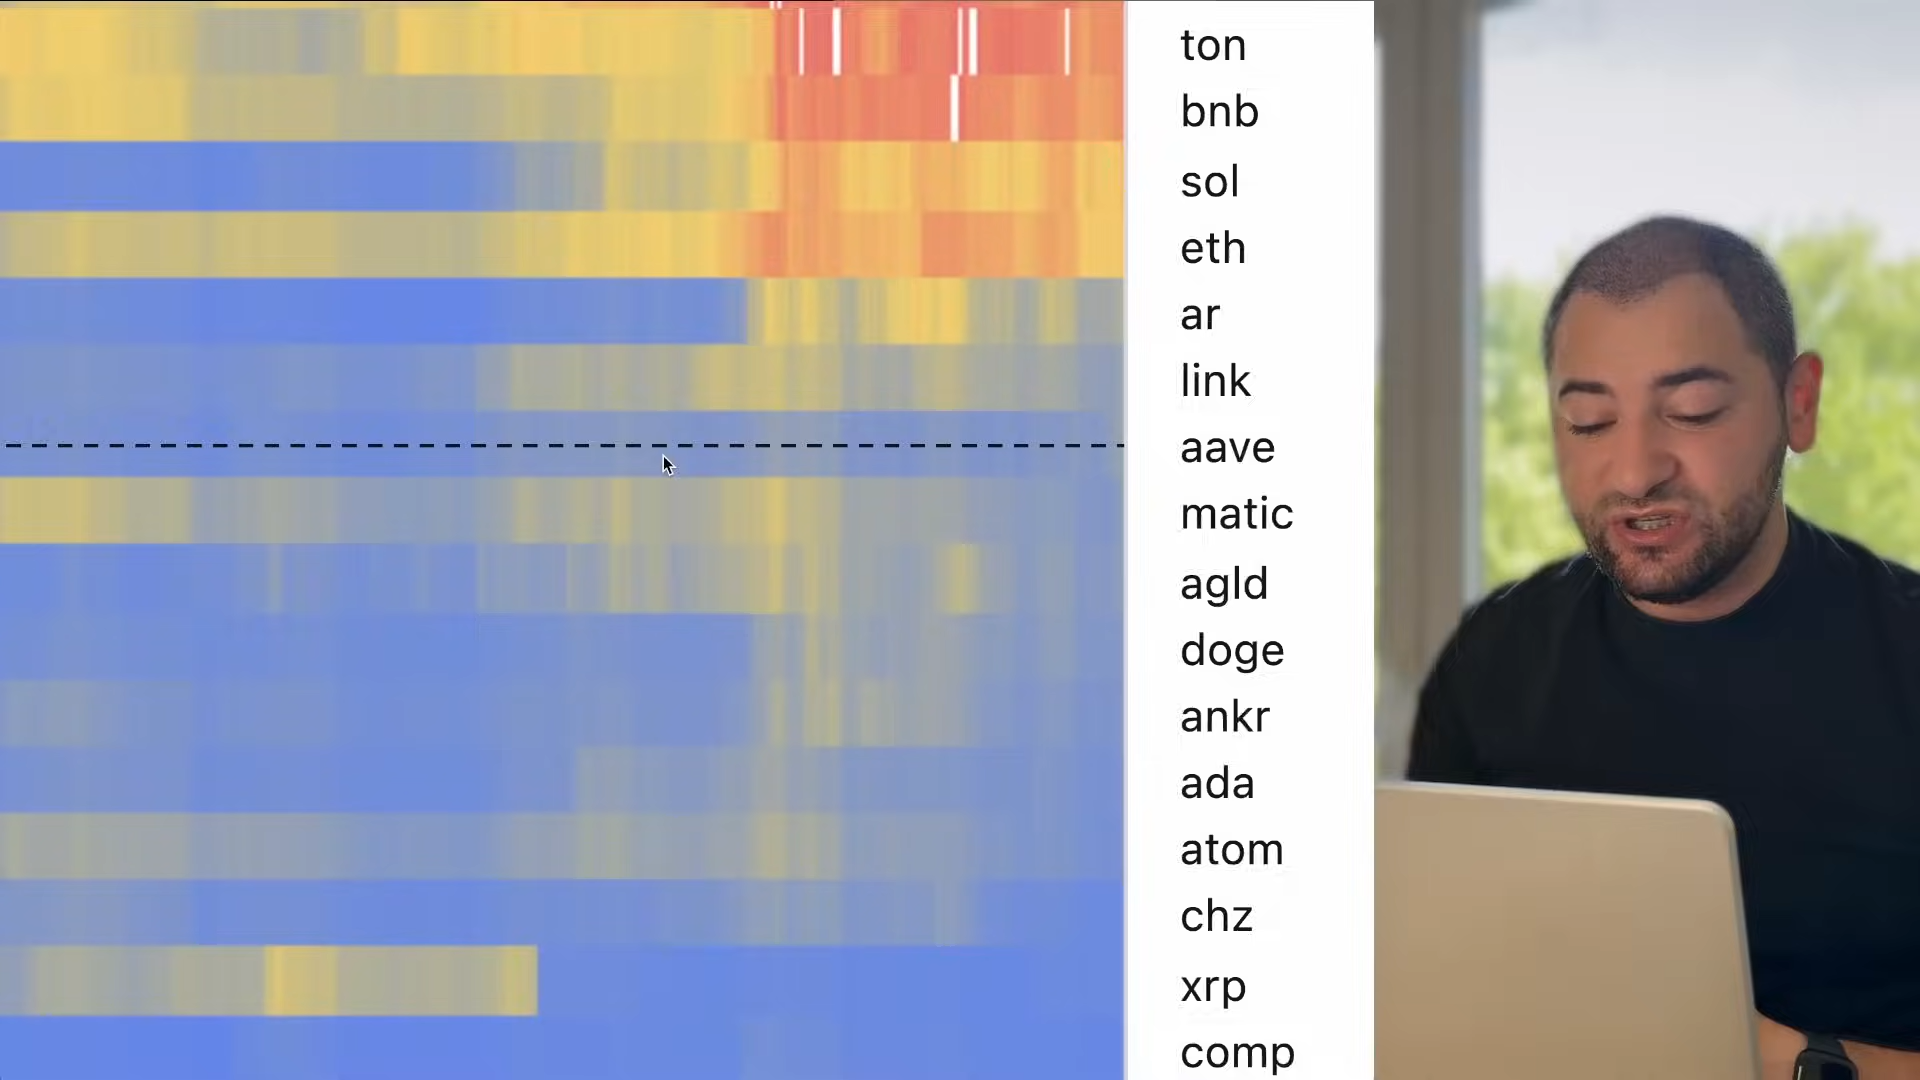 ton
bnb
sol
eth
ar
link
aave
matic
agld
doge
ankr
ada
atom
chz
xrp
comp